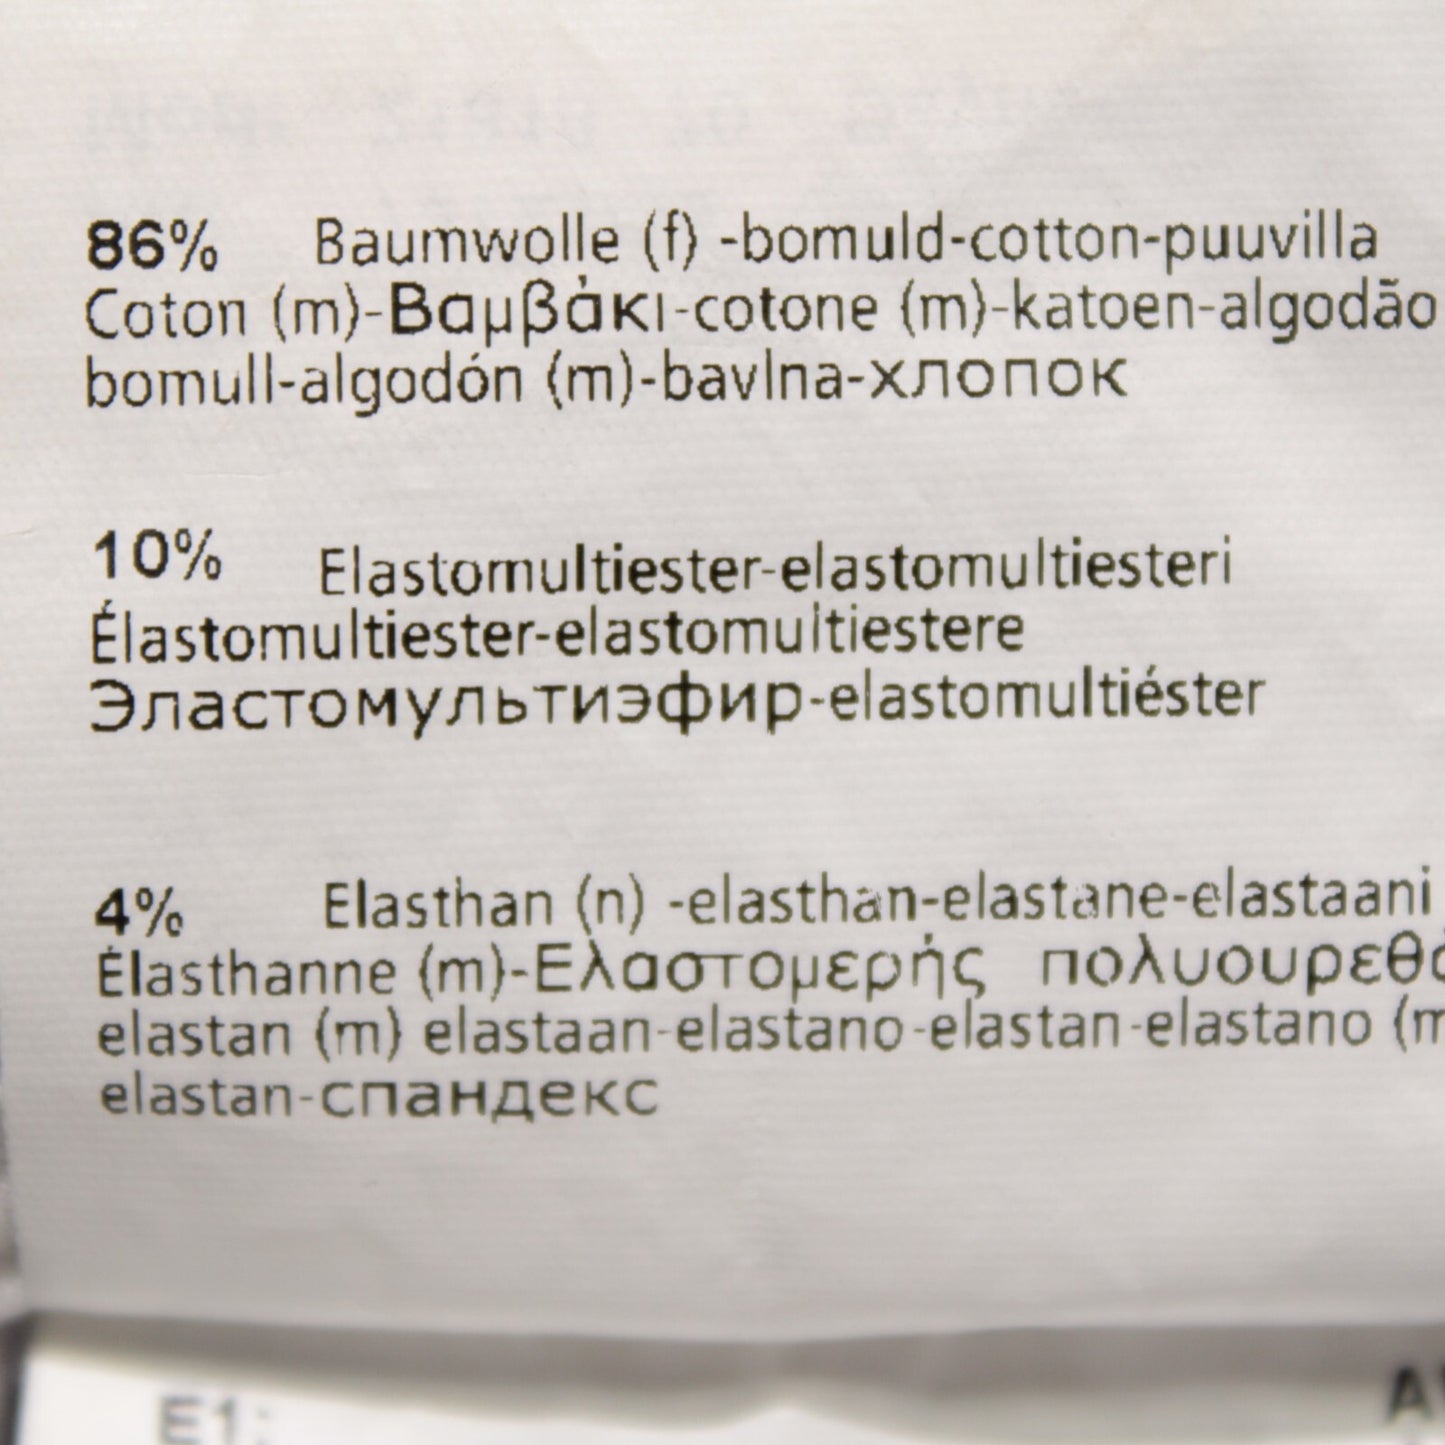 86% Baumwolle (f) -bomuld-cotton-puuvilla
Coton (m)-Βαμβάκι-cotone (m)-katoen-algodão
bomull-algodón (m)-bavlna-хлопок
10% Elastomultiester-elastomultiesteri
Élastomultiester-elastomultiestere
Эластомультиэфир-elastomultiéster
4% Elasthan (n) -elasthan-elastane-elastaani
Élasthanne (m)-Ελαστομερής
elastan (m) elastaan-elastano-elastan-elastano (m
elastan-спандекс
E1: